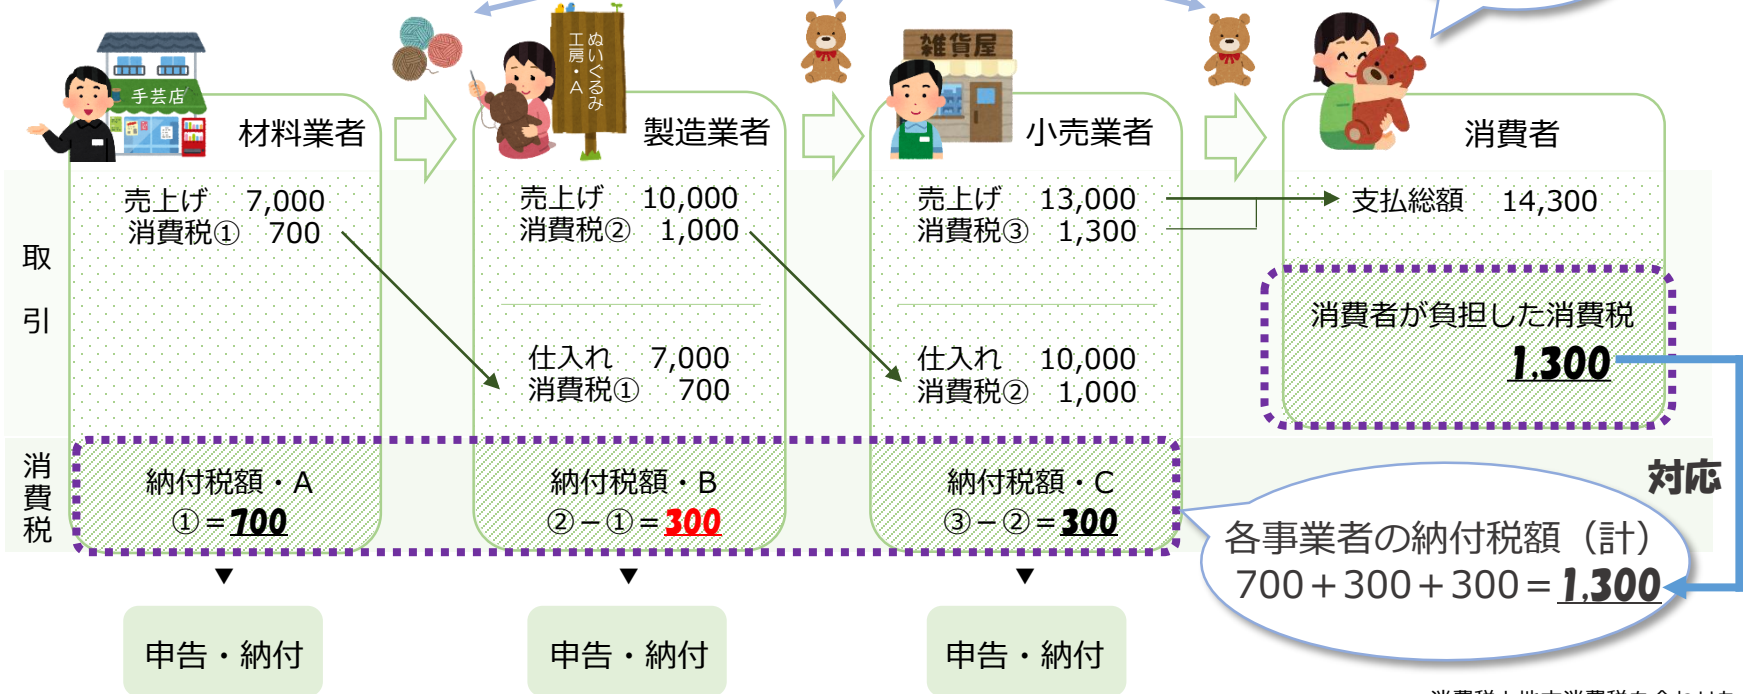 手芸店
ぬいぐるみ
工房・A
雑貨屋
材料業者
製造業者
小売業者
消費者
取引
売上げ 7,000
消費税① 700
売上げ 10,000
消費税② 1,000
仕入れ 7,000
消費税① 700
売上げ 13,000
消費税③ 1,300
仕入れ 10,000
消費税② 1,000
支払総額 14,300
消費者が負担した消費税
1,300
消費税
納付税額・A
①=700
納付税額・B
②-①=300
納付税額・C
③-②=300
対応
各事業者の納付税額(計)
700+300+300=1,300
申告・納付
申告・納付
申告・納付